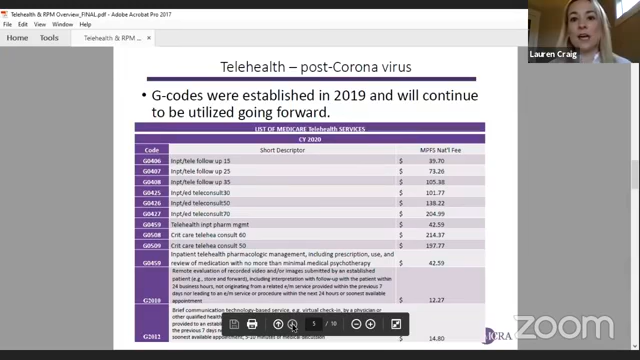 Telehealth & RPM Overview_FINAL.pdf - Adobe Acrobat Pro 2017
File Edit View Window Help
Home Tools Telehealth & RPM ... ×
Lauren Craig
Telehealth – post-Corona virus
• G-codes were established in 2019 and will continue
to be utilized going forward.
LIST OF MEDICARE Telehealth SERVICES
CY 2020
Code Short Descriptor MPFS Nat'l Fee
G0406 Inpt/tele follow up 15 $ 39.70
G0407 Inpt/tele follow up 25 $ 73.26
G0408 Inpt/tele follow up 35 $ 105.38
G0425 Inpt/ed teleconsult30 $ 101.77
G0426 Inpt/ed teleconsult50 $ 138.22
G0427 Inpt/ed teleconsult70 $ 204.99
G0459 Telehealth inpt pharm mgmt $ 42.59
G0508 Crit care telehea consult 60 $ 214.37
G0509 Crit care telehea consult 50 $ 197.77
Inpatient telehealth pharmacologic management, including prescription, use, and
G0459 review of medication with no more than minimal medical psychotherapy $ 42.59
Remote evaluation of recorded video and/or images submitted by an established
patient (e.g., store and forward), including interpretation with follow-up with the patient within
24 business hours, not originating from a related e/m service provided within the previous
7 days nor leading to an e/m service or procedure within the next 24 hours or soonest available
G2010 appointment $ 12.27
Brief communication technology-based service, e.g. virtual check-in, by a physician or
other qualified health
provided to an establis
the previous 7 days no
G2012 soonest available appointment; 5-10 minutes of medical discussion $ 14.80
5 / 10
zoom